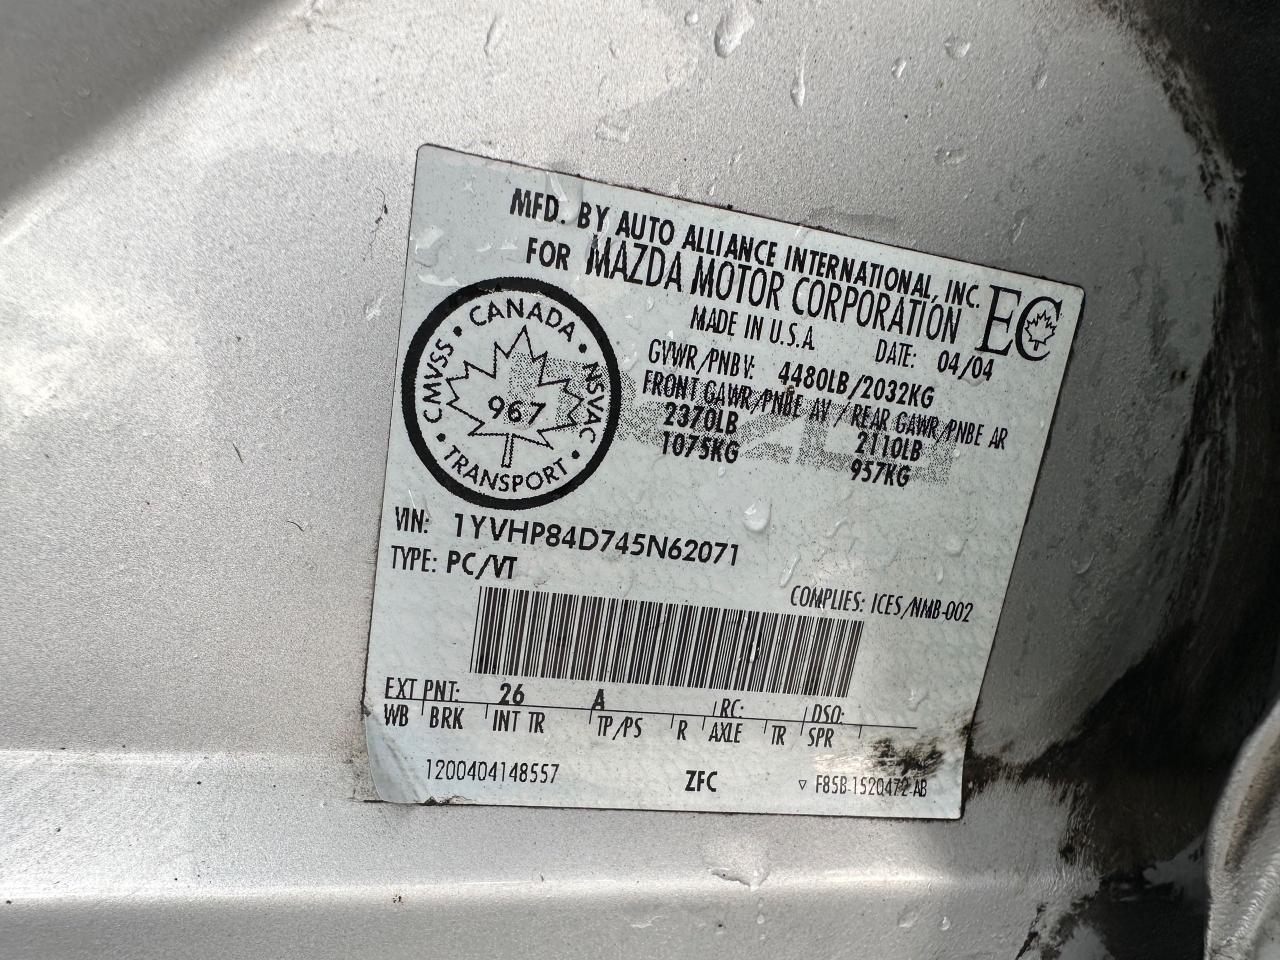 MFD. BY AUTO ALLIANCE INTERNATIONAL, INC.
FOR MAZDA MOTOR CORPORATION
EC
MADE IN U.S.A.
DATE: 04/04
CANADA • NSVAC • TRANSPORT • CMVSS •
967
GVWR/PNBV: 4480LB/2032KG
FRONT GAWR/PNBE AV / REAR GAWR/PNBE AR
2370LB 2110LB
1075KG 957KG
VIN: 1YVHP84D745N62071
TYPE: PC/VT
COMPLIES: ICES/NMB-002
EXT PNT: 26 A RC: DSO:
WB BRK INT TR TP/PS R AXLE TR SPR
1200404148557 ZFC ▽ F85B-1520472-AB